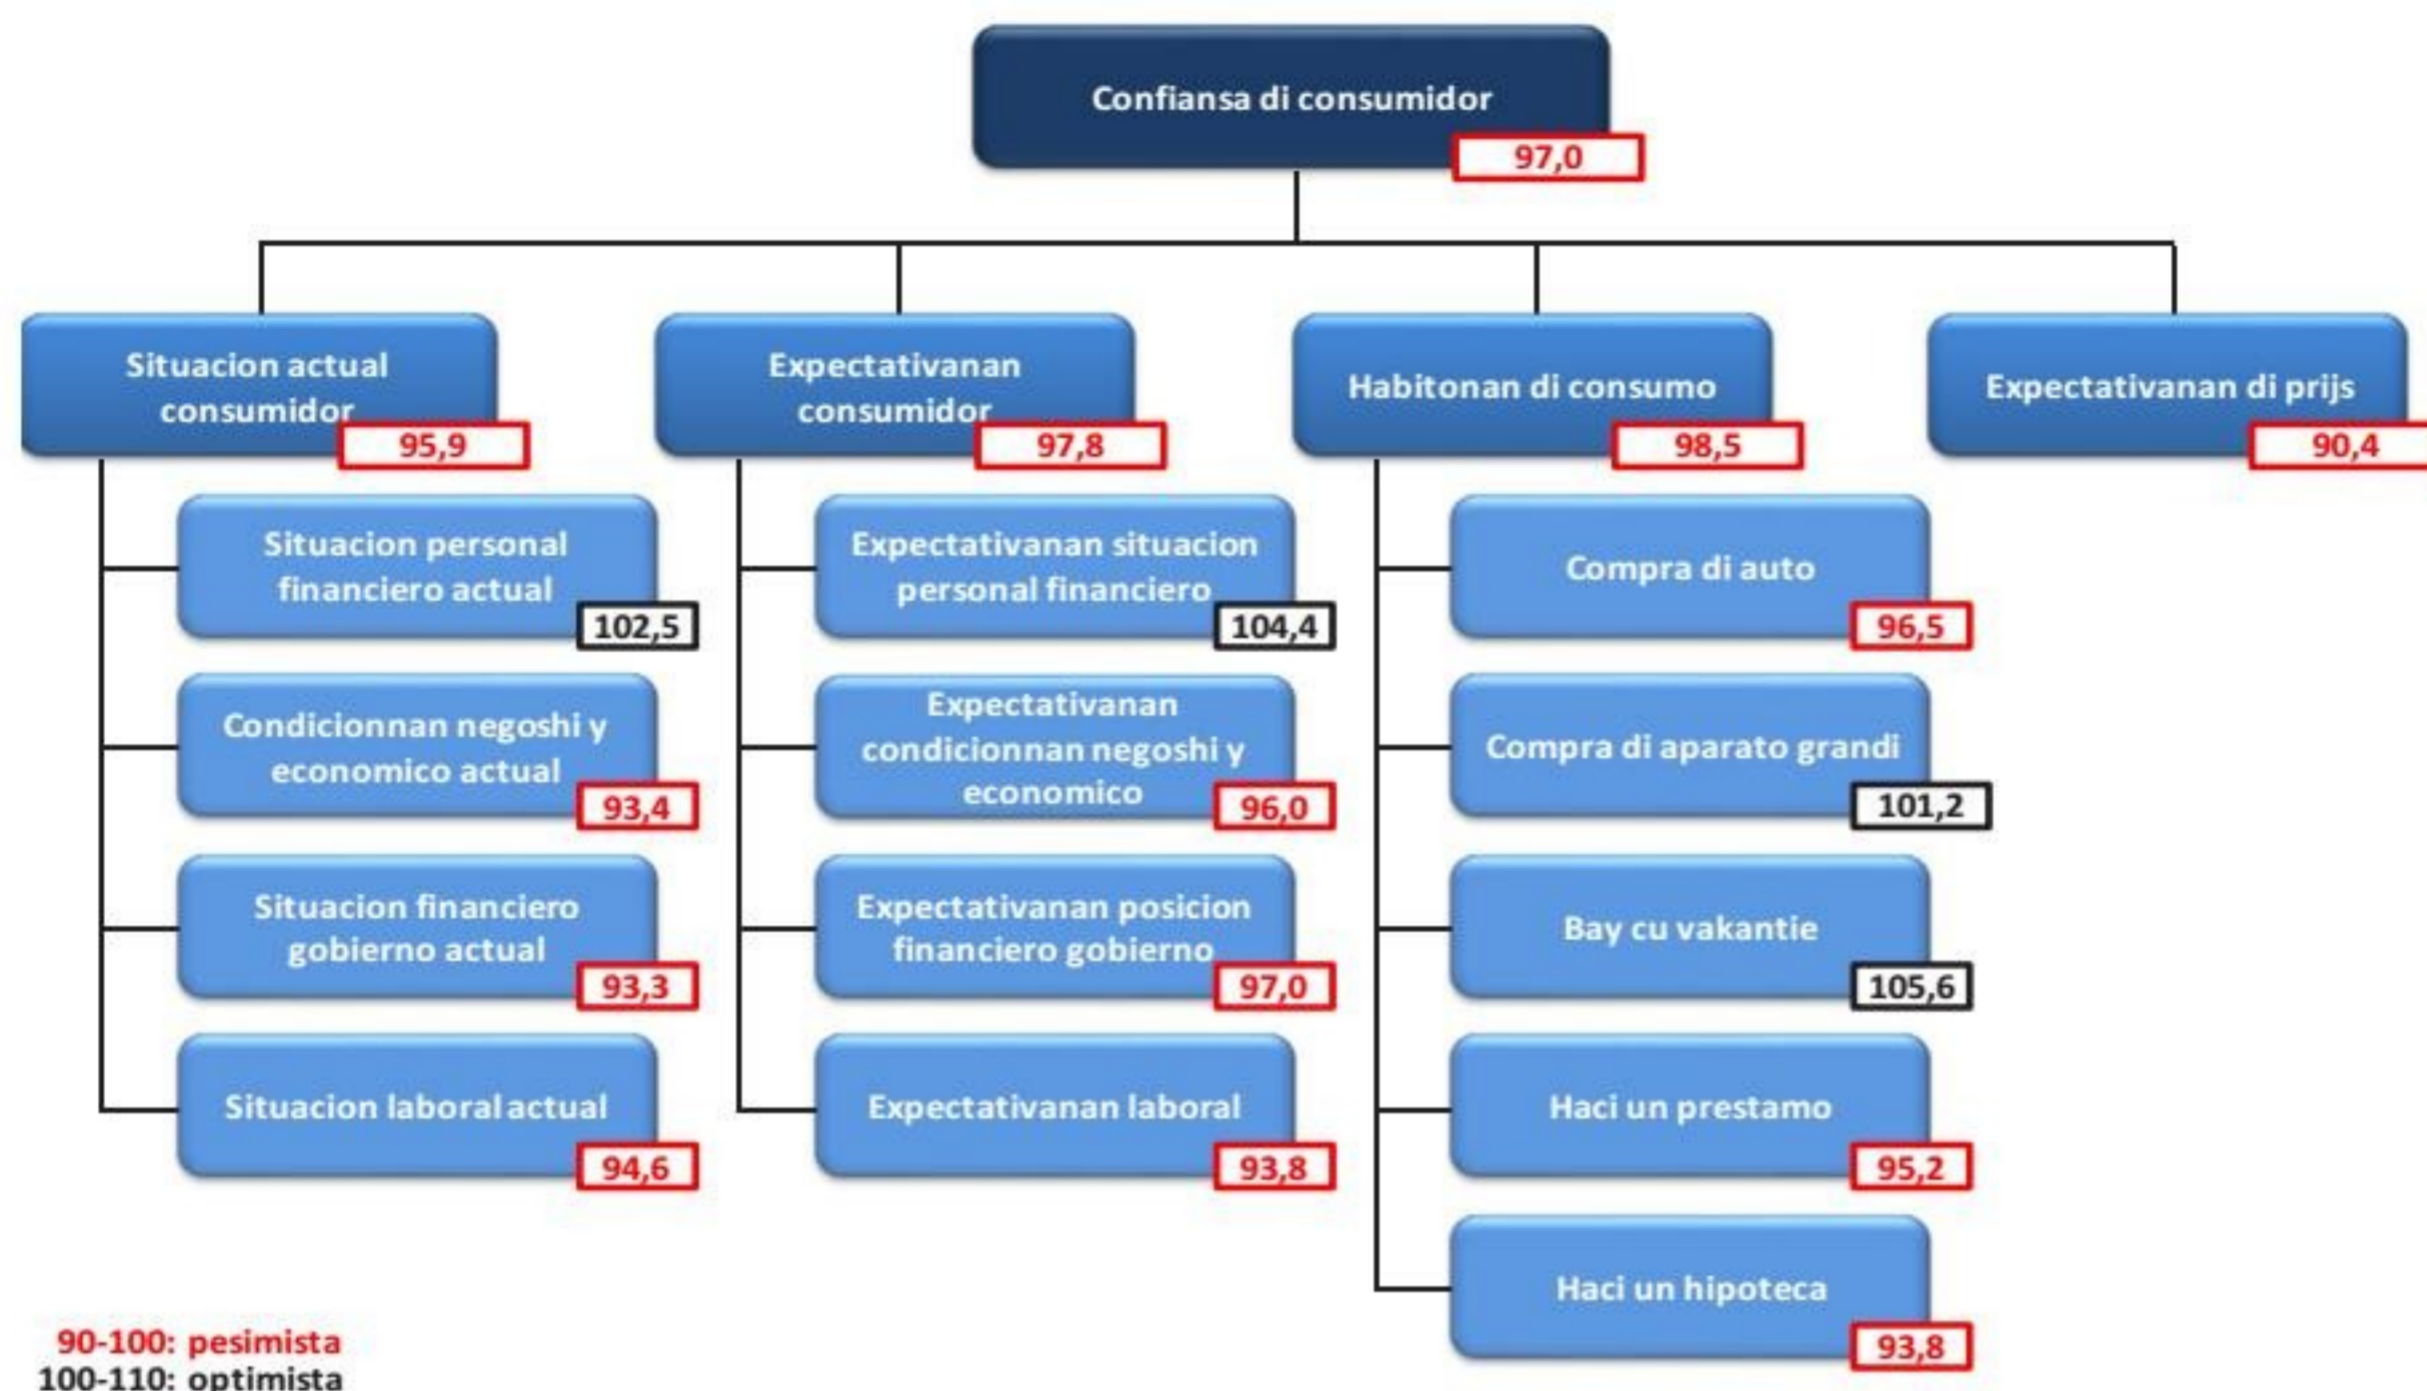 Confiansa di consumidor
97,0
Situacion actual
consumidor
95,9
Expectativanan
consumidor
97,8
Habitonan di consumo
98,5
Expectativanan di prijs
90,4
Situacion personal
financiero actual
102,5
Condicionnan negoshi y
economico actual
93,4
Situacion financiero
gobierno actual
93,3
Situacion laboral actual
94,6
Expectativanan situacion
personal financiero
104,4
Expectativanan
condicionnan negoshi y
economico
96,0
Expectativanan posicion
financiero gobierno
97,0
Expectativanan laboral
93,8
Compra di auto
96,5
Compra di aparato grandi
101,2
Bay cu vakantie
105,6
Haci un prestamo
95,2
Haci un hipoteca
93,8
90-100: pesimista
100-110: optimista